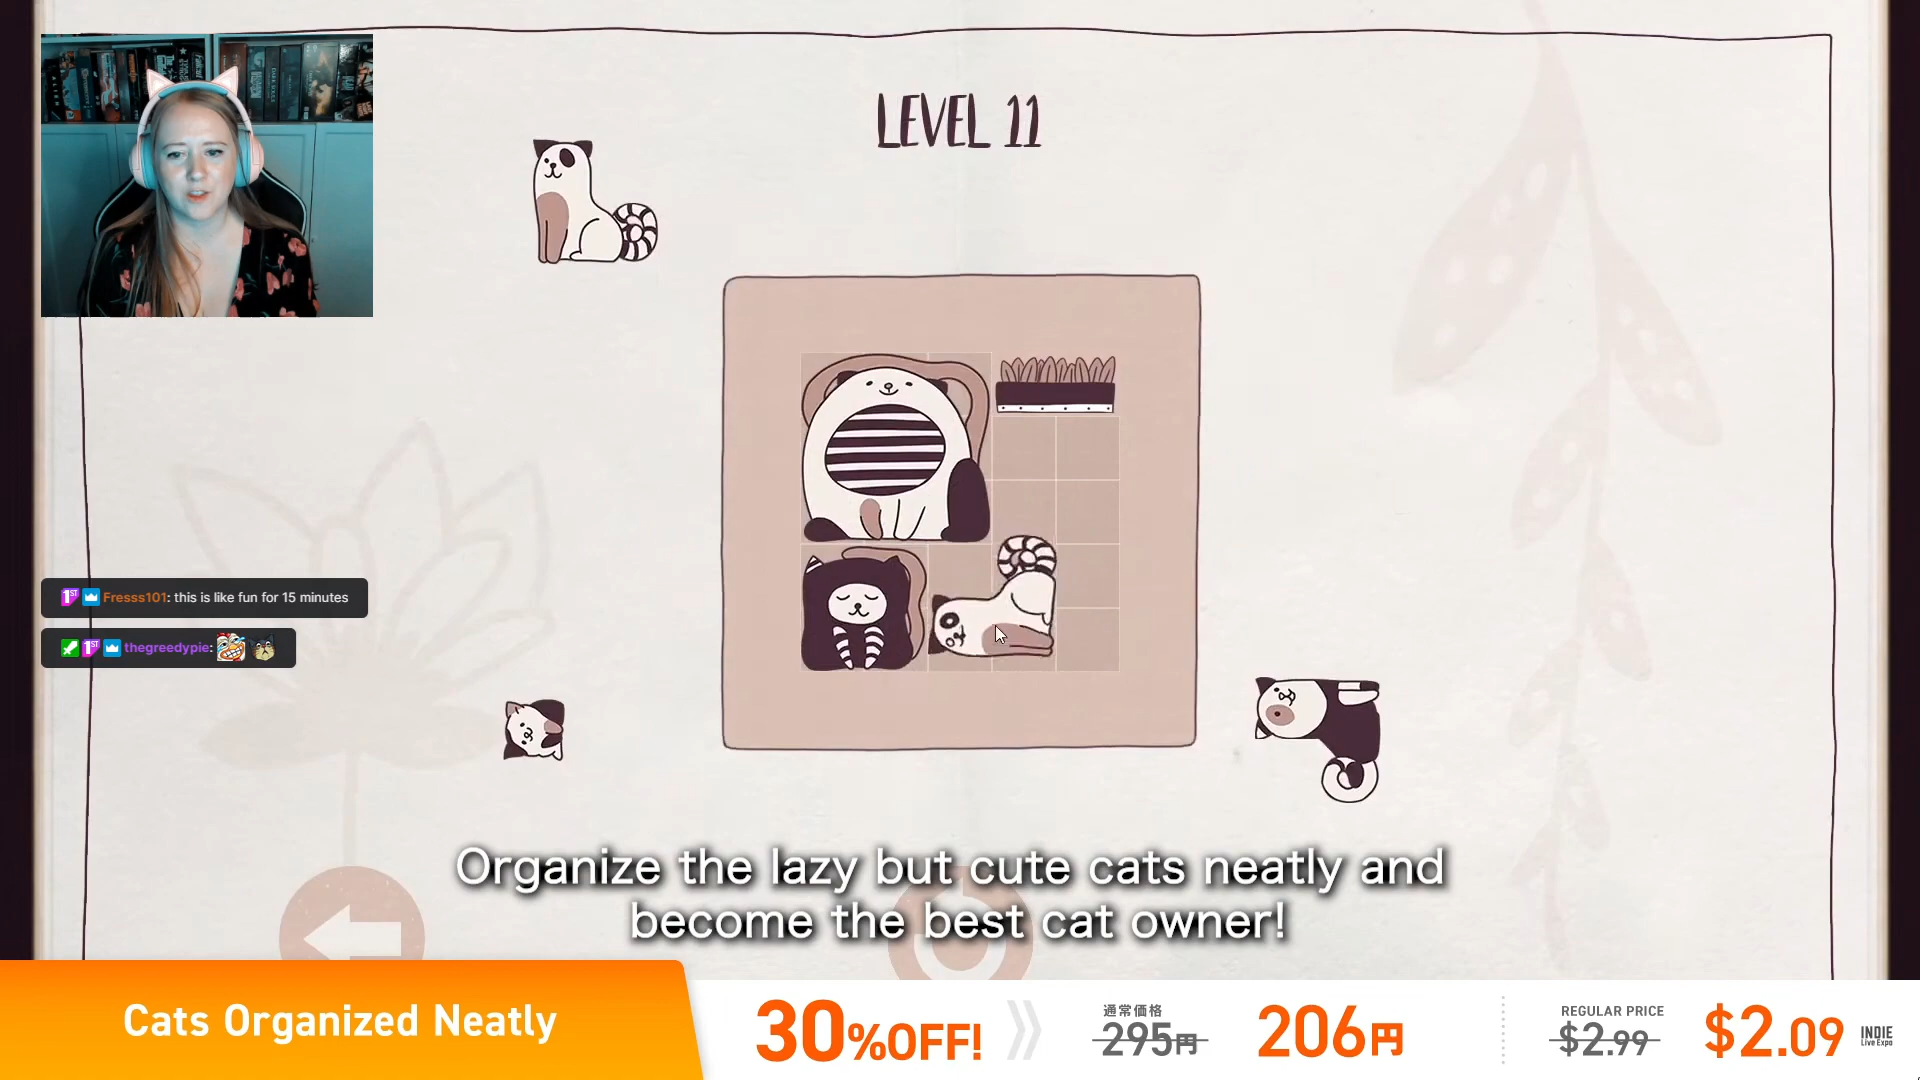 LEVEL 11
Fresss101: this is like fun for 15 minutes
thegreedypie:
Organize the lazy but cute cats neatly and
become the best cat owner!
Cats Organized Neatly
30%OFF!
通常価格
295円
206円
REGULAR PRICE
$2.99
$2.09
INDIE
Live Expo